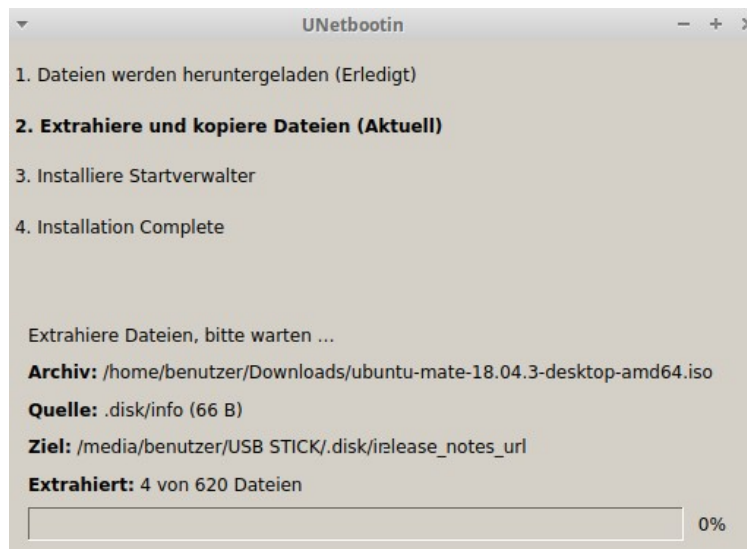 UNetbootin
1. Dateien werden heruntergeladen (Erledigt)
2. Extrahiere und kopiere Dateien (Aktuell)
3. Installiere Startverwalter
4. Installation Complete
Extrahiere Dateien, bitte warten ...
Archiv: /home/benutzer/Downloads/ubuntu-mate-18.04.3-desktop-amd64.iso
Quelle: .disk/info (66 B)
Ziel: /media/benutzer/USB STICK/.disk/release_notes_url
Extrahiert: 4 von 620 Dateien
0%